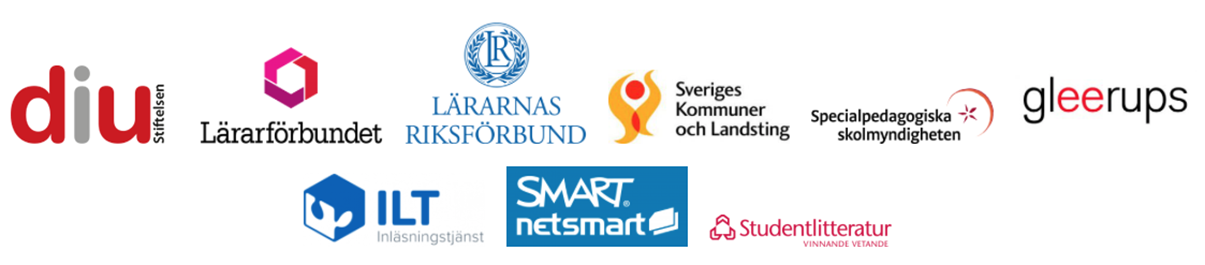 diu
Stiftelsen
Lärarförbundet
LR
LÄRARNAS
RIKSFÖRBUND
Sveriges
Kommuner
och Landsting
Specialpedagogiska
skolmyndigheten
gleerups
ILT
Inläsningstjänst
SMART®
netsmart
Studentlitteratur
VINNANDE VETANDE